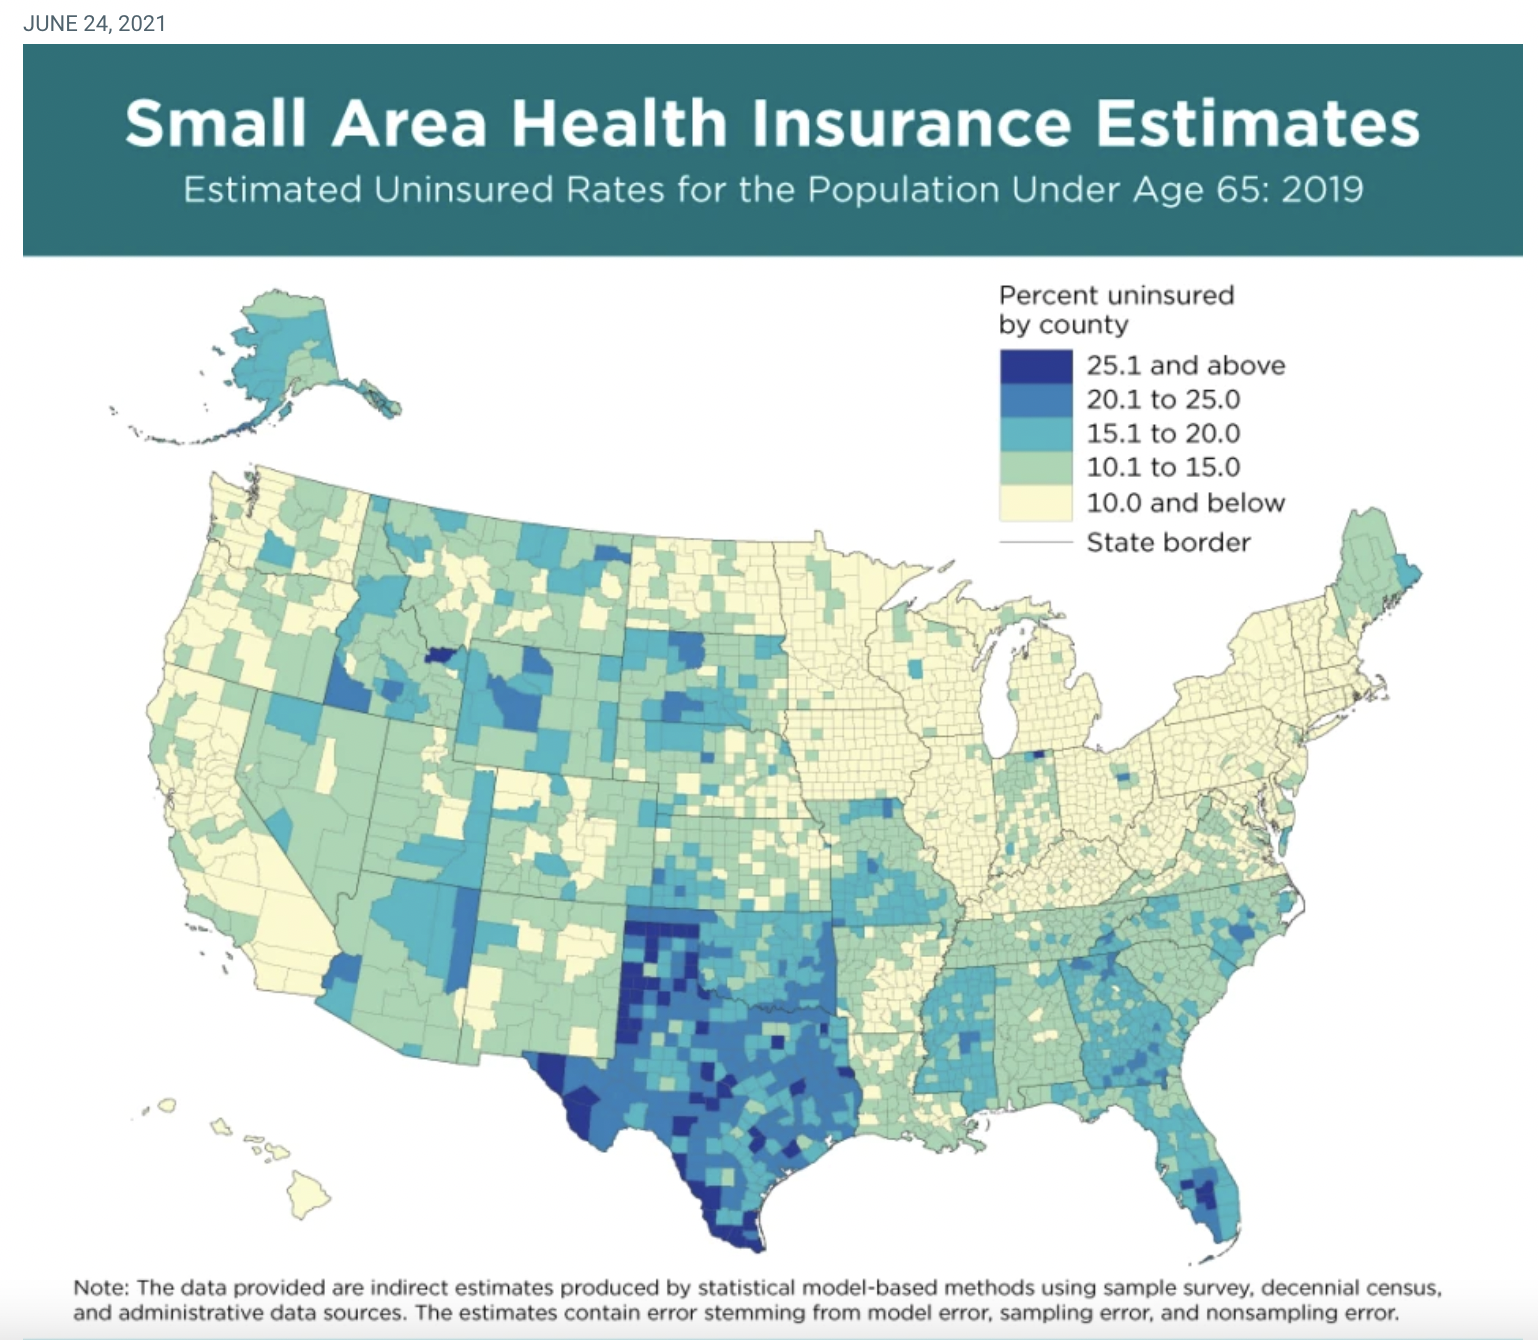 JUNE 24, 2021
Small Area Health Insurance Estimates
Estimated Uninsured Rates for the Population Under Age 65: 2019
Percent uninsured
by county
25.1 and above
20.1 to 25.0
15.1 to 20.0
10.1 to 15.0
10.0 and below
State border
Note: The data provided are indirect estimates produced by statistical model-based methods using sample survey, decennial census,
and administrative data sources. The estimates contain error stemming from model error, sampling error, and nonsampling error.